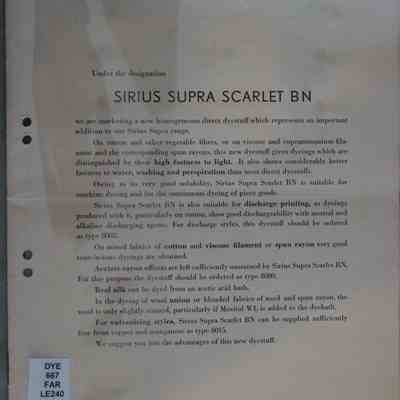 Under the designation
SIRIUS SUPRA SCARLET BN
we are marketing a new homogeneous direct dyestuff which represents an important
addition to our Sirius Supra range.
On cotton and other vegetable fibres, or on viscose and cuprammonium fila-
ment and the corresponding spun rayons, this new dyestuff gives dyeings which are
distinguished by their high fastness to light. It also shows considerably better
fastness to water, washing and perspiration than most direct dyestuffs.
Owing to its very good solubility, Sirius Supra Scarlet BN is suitable for
machine dyeing and for the continuous dyeing of piece goods.
Sirius Supra Scarlet BN is also suitable for discharge printing, as dyeings
produced with it, particularly on cotton, show good dischargeability with neutral and
alkaline discharging agents. For discharge styles, this dyestuff should be ordered
as type
On mixed fabrics of cotton and viscose filament or spun rayon very good
tone-in-tone dyeings are obtained.
Acetate rayon effects are left sufficiently unstained by Sirius Supra Scarlet BN.
For this purpose the dyestuff should be ordered as type
Real silk can be dyed from an acetic acid bath.
In the dyeing of wool union or blended fabrics of wool and spun rayon, the
wool is only slightly stained, particularly if WL is added to the dyebath.
For vulcanising styles, Sirius Supra Scarlet BN can be supplied sufficiently
free from copper and manganese as type 8015.
We suggest you test the advantages of this new dyestuff.
DYE
667
FAR
LE240